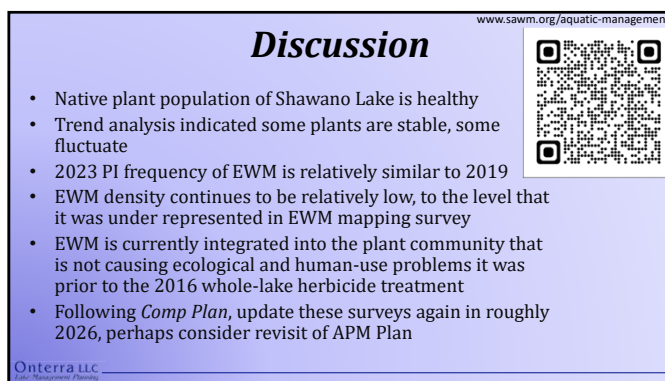 www.sawm.org/aquatic-managemen
Discussion
• Native plant population of Shawano Lake is healthy
• Trend analysis indicated some plants are stable, some
fluctuate
• 2023 PI frequency of EWM is relatively similar to 2019
• EWM density continues to be relatively low, to the level that
it was under represented in EWM mapping survey
• EWM is currently integrated into the plant community that
is not causing ecological and human-use problems it was
prior to the 2016 whole-lake herbicide treatment
• Following Comp Plan, update these surveys again in roughly
2026, perhaps consider revisit of APM Plan
Onterra LLC
Lake Management Planning